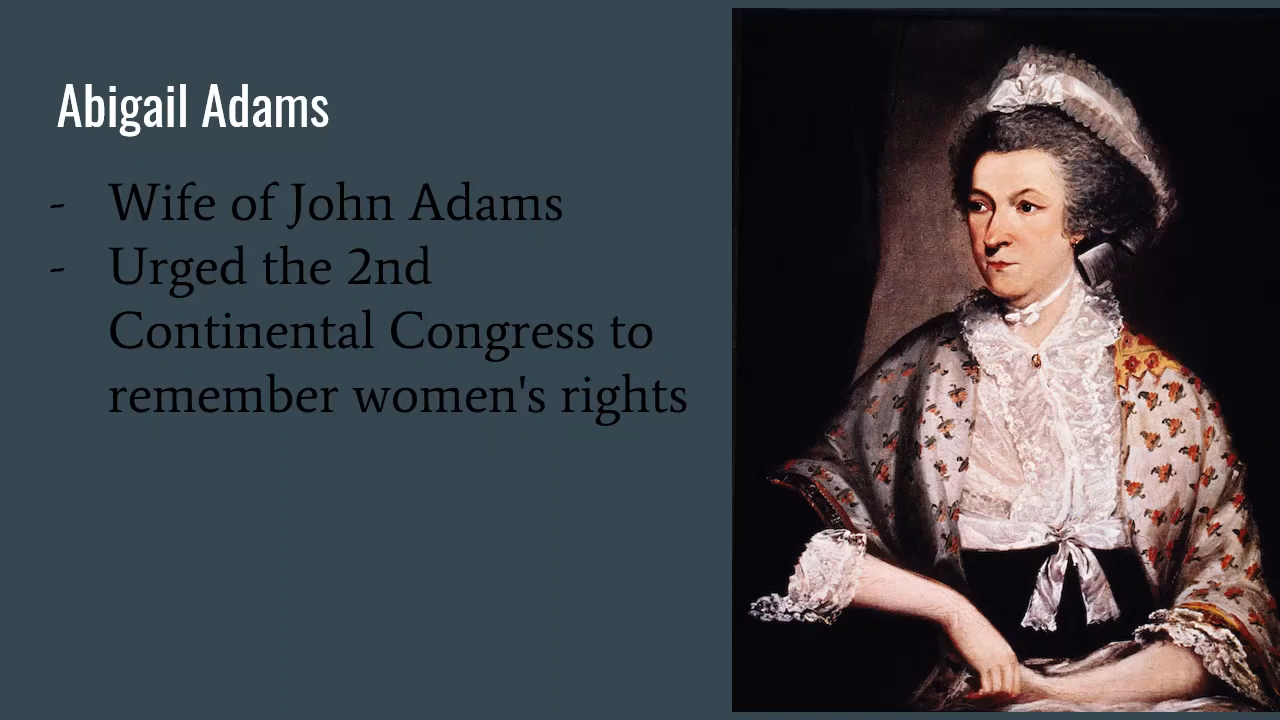 Abigail Adams
- Wife of John Adams
- Urged the 2nd
Continental Congress to
remember women's rights